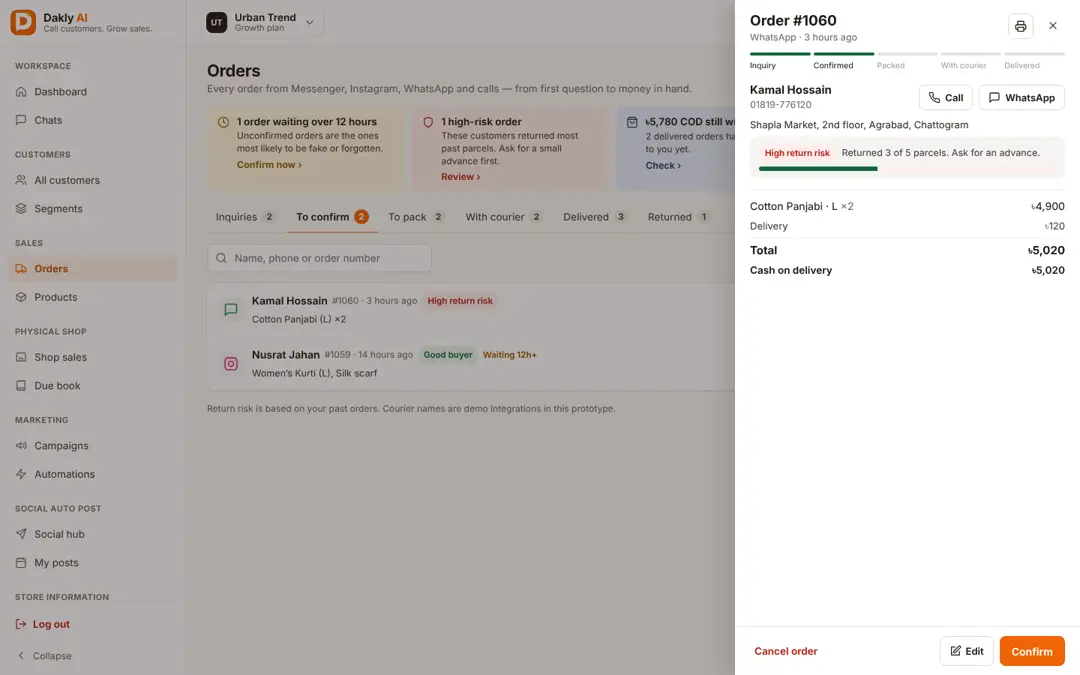 Dakly AI
Call customers. Grow sales.
WORKSPACE
Dashboard
Chats
CUSTOMERS
All customers
Segments
SALES
Orders
Products
PHYSICAL SHOP
Shop sales
Due book
MARKETING
Campaigns
Automations
SOCIAL AUTO POST
Social hub
My posts
STORE INFORMATION
Log out
Collapse
UT
Urban Trend
Growth plan
Orders
Every order from Messenger, Instagram, WhatsApp and calls — from first question to money in hand.
1 order waiting over 12 hours
Unconfirmed orders are the ones
most likely to be fake or forgotten.
Confirm now ›
1 high-risk order
These customers returned most
past parcels. Ask for a small
advance first.
Review ›
৳5,780 COD still wi
2 delivered orders ha
to you yet.
Check ›
Inquiries 2
To confirm 2
To pack 2
With courier 2
Delivered 3
Returned 1
Name, phone or order number
Kamal Hossain #1060 · 3 hours ago High return risk
Cotton Panjabi (L) ×2
Nusrat Jahan #1059 · 14 hours ago Good buyer Waiting 12h+
Women's Kurti (L), Silk scarf
Return risk is based on your past orders. Courier names are demo integrations in this prototype.
Order #1060
WhatsApp · 3 hours ago
Inquiry Confirmed Packed With courier Delivered
Kamal Hossain
01819-776120
Call
WhatsApp
Shapla Market, 2nd floor, Agrabad, Chattogram
High return risk Returned 3 of 5 parcels. Ask for an advance.
Cotton Panjabi · L ×2 ৳4,900
Delivery ৳120
Total ৳5,020
Cash on delivery ৳5,020
Cancel order
Edit
Confirm